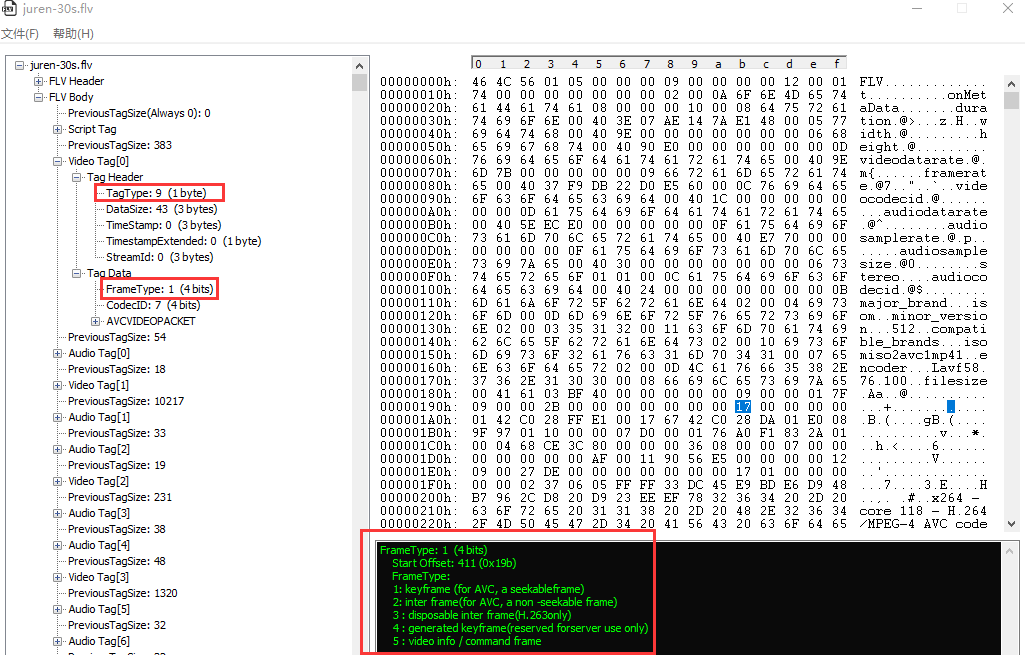 juren-30s.flv
文件(F) 帮助(H)
juren-30s.flv
FLV Header
FLV Body
PreviousTagSize(Always 0): 0
Script Tag
PreviousTagSize: 383
Video Tag[0]
Tag Header
TagType: 9 (1 byte)
DataSize: 43 (3 bytes)
TimeStamp: 0 (3 bytes)
TimestampExtended: 0 (1 byte)
StreamId: 0 (3 bytes)
Tag Data
FrameType: 1 (4 bits)
CodecID: 7 (4 bits)
AVCVIDEOPACKET
PreviousTagSize: 54
Audio Tag[0]
PreviousTagSize: 18
Video Tag[1]
PreviousTagSize: 10217
Audio Tag[1]
PreviousTagSize: 33
Audio Tag[2]
PreviousTagSize: 19
Video Tag[2]
PreviousTagSize: 231
Audio Tag[3]
PreviousTagSize: 38
Audio Tag[4]
PreviousTagSize: 48
Video Tag[3]
PreviousTagSize: 1320
Audio Tag[5]
PreviousTagSize: 32
Audio Tag[6]
0 1 2 3 4 5 6 7 8 9 a b c d e f
00000000h: 46 4C 56 01 05 00 00 00 09 00 00 00 00 12 00 01 FLV.............
00000010h: 74 00 00 00 00 00 00 00 02 00 0A 6F 6E 4D 65 74 t..........onMet
00000020h: 61 44 61 74 61 08 00 00 00 10 00 08 64 75 72 61 aData.......dura
00000030h: 74 69 6F 6E 00 40 3E 07 AE 14 7A E1 48 00 05 77 tion.@>...z.H..w
00000040h: 69 64 74 68 00 40 9E 00 00 00 00 00 00 00 06 68 idth.@.........h
00000050h: 65 69 67 68 74 00 40 90 E0 00 00 00 00 00 00 0D eight.@.........
00000060h: 76 69 64 65 6F 64 61 74 61 72 61 74 65 00 40 9E videodatarate.@.
00000070h: 6D 7B 00 00 00 00 00 09 66 72 61 6D 65 72 61 74 m{......framerat
00000080h: 65 00 40 37 F9 DB 22 D0 E5 60 00 0C 76 69 64 65 e.@7.."..`..vide
00000090h: 6F 63 6F 64 65 63 69 64 00 40 1C 00 00 00 00 00 ocodecid.@......
000000A0h: 00 00 0D 61 75 64 69 6F 64 61 74 61 72 61 74 65 ...audiodatarate
000000B0h: 00 40 5E EC E0 00 00 00 00 00 0F 61 75 64 69 6F .@^........audio
000000C0h: 73 61 6D 70 6C 65 72 61 74 65 00 40 E7 70 00 00 samplerate.@.p..
000000D0h: 00 00 00 00 0F 61 75 64 69 6F 73 61 6D 70 6C 65 .....audiosample
000000E0h: 73 69 7A 65 00 40 30 00 00 00 00 00 00 00 06 73 size.@0........s
000000F0h: 74 65 72 65 6F 01 01 00 0C 61 75 64 69 6F 63 6F tereo....audioco
00000100h: 64 65 63 69 64 00 40 24 00 00 00 00 00 00 00 0B decid.@$........
00000110h: 6D 61 6A 6F 72 5F 62 72 61 6E 64 02 00 04 69 73 major_brand...is
00000120h: 6F 6D 00 0D 6D 69 6E 6F 72 5F 76 65 72 73 69 6F om..minor_versio
00000130h: 6E 02 00 03 35 31 32 00 11 63 6F 6D 70 61 74 69 n...512..compati
00000140h: 62 6C 65 5F 62 72 61 6E 64 73 02 00 10 69 73 6F ble_brands...iso
00000150h: 6D 69 73 6F 32 61 76 63 31 6D 70 34 31 00 07 65 miso2avc1mp41..e
00000160h: 6E 63 6F 64 65 72 02 00 0D 4C 61 76 66 35 38 2E ncoder...Lavf58.
00000170h: 37 36 2E 31 30 30 00 08 66 69 6C 65 73 69 7A 65 76.100..filesize
00000180h: 00 41 61 03 BF 40 00 00 00 00 00 09 00 00 01 7F .Aa..@..........
00000190h: 09 00 00 2B 00 00 00 00 00 00 00 17 00 00 00 00 ...+............
000001A0h: 01 42 C0 28 FF E1 00 17 67 42 C0 28 DA 01 E0 08 .B.(....gB.(....
000001B0h: 9F 97 01 10 00 00 07 D0 00 01 76 A0 F1 83 2A 01 ..........v...*.
000001C0h: 00 04 68 CE 3C 80 00 00 00 36 08 00 00 07 00 00 ..h.<....6......
000001D0h: 00 00 00 00 00 AF 00 11 90 56 E5 00 00 00 00 12 .........V......
000001E0h: 09 00 27 DE 00 00 00 00 00 00 00 17 01 00 00 00 ..'.............
000001F0h: 00 00 02 37 06 05 FF FF 33 DC 45 E9 BD E6 D9 48 ...7....3.E....H
00000200h: B7 96 2C D8 20 D9 23 EE EF 78 32 36 34 20 2D 20 ..,. .#..x264 -
00000210h: 63 6F 72 65 20 31 31 38 20 2D 20 48 2E 32 36 34 core 118 - H.264
00000220h: 2F 4D 50 45 47 2D 34 20 41 56 43 20 63 6F 64 65 /MPEG-4 AVC code
FrameType: 1 (4 bits)
Start Offset: 411 (0x19b)
FrameType:
1: keyframe (for AVC, a seekableframe)
2: inter frame(for AVC, a non -seekable frame)
3 : disposable inter frame(H.263only)
4 : generated keyframe(reserved forserver use only)
5 : video info / command frame